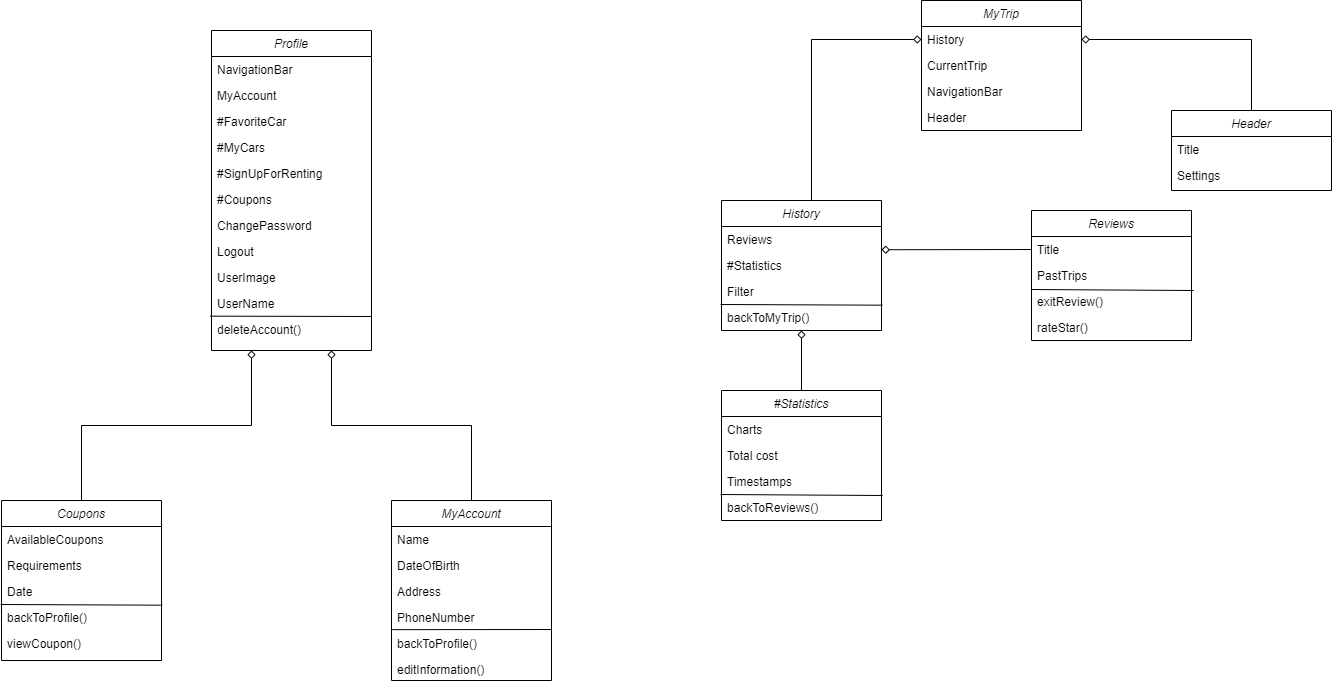 Profile
NavigationBar
MyAccount
#FavoriteCar
#MyCars
#SignUpForRenting
#Coupons
ChangePassword
Logout
UserImage
UserName
deleteAccount()
Coupons
AvailableCoupons
Requirements
Date
backToProfile()
viewCoupon()
MyAccount
Name
DateOfBirth
Address
PhoneNumber
backToProfile()
editInformation()
MyTrip
History
CurrentTrip
NavigationBar
Header
Header
Title
Settings
History
Reviews
#Statistics
Filter
backToMyTrip()
Reviews
Title
PastTrips
exitReview()
rateStar()
#Statistics
Charts
Total cost
Timestamps
backToReviews()